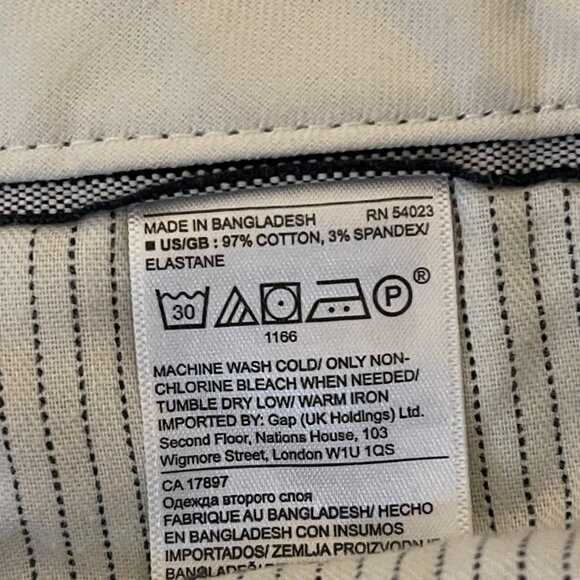 MADE IN BANGLADESH RN 54023
US/GB : 97% COTTON, 3% SPANDEX/
ELASTANE
30 P ®
1166
MACHINE WASH COLD/ ONLY NON-
CHLORINE BLEACH WHEN NEEDED/
TUMBLE DRY LOW/ WARM IRON
IMPORTED BY: Gap (UK Holdings) Ltd.
Second Floor, Nations House, 103
Wigmore Street, London W1U 1QS
CA 17897
Одежда второго слоя
FABRIQUE AU BANGLADESH/ HECHO
EN BANGLADESH CON INSUMOS
IMPORTADOS/ ZEMLJA PROIZVODNJE